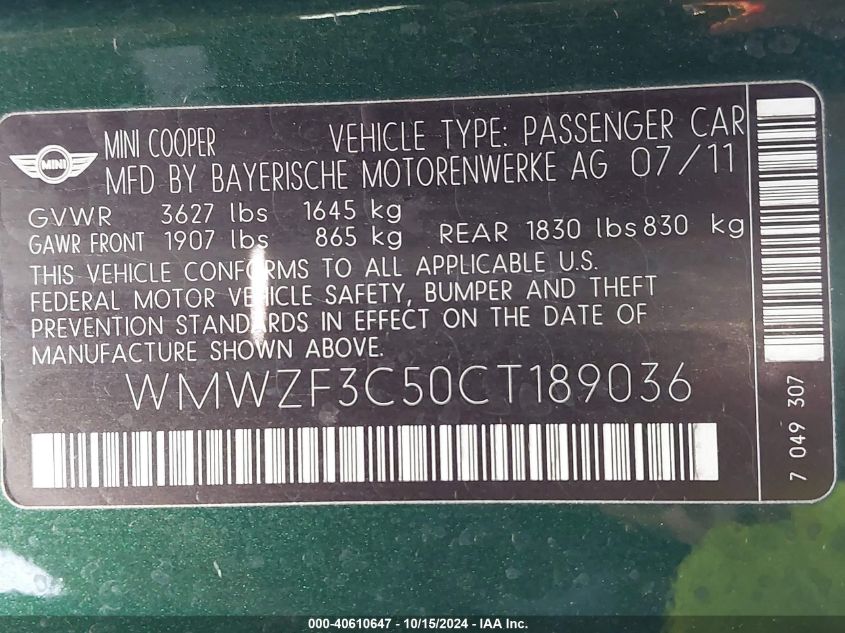 MINI
MINI COOPER VEHICLE TYPE: PASSENGER CAR
MFD BY BAYERISCHE MOTORENWERKE AG 07/11
GVWR 3627 lbs 1645 kg
GAWR FRONT 1907 lbs 865 kg REAR 1830 lbs 830 kg
THIS VEHICLE CONFORMS TO ALL APPLICABLE U.S.
FEDERAL MOTOR VEHICLE SAFETY, BUMPER AND THEFT
PREVENTION STANDARDS IN EFFECT ON THE DATE OF
MANUFACTURE SHOWN ABOVE.
WMWZF3C50CT189036
7 049 307
000-40610647 - 10/15/2024 - IAA Inc.